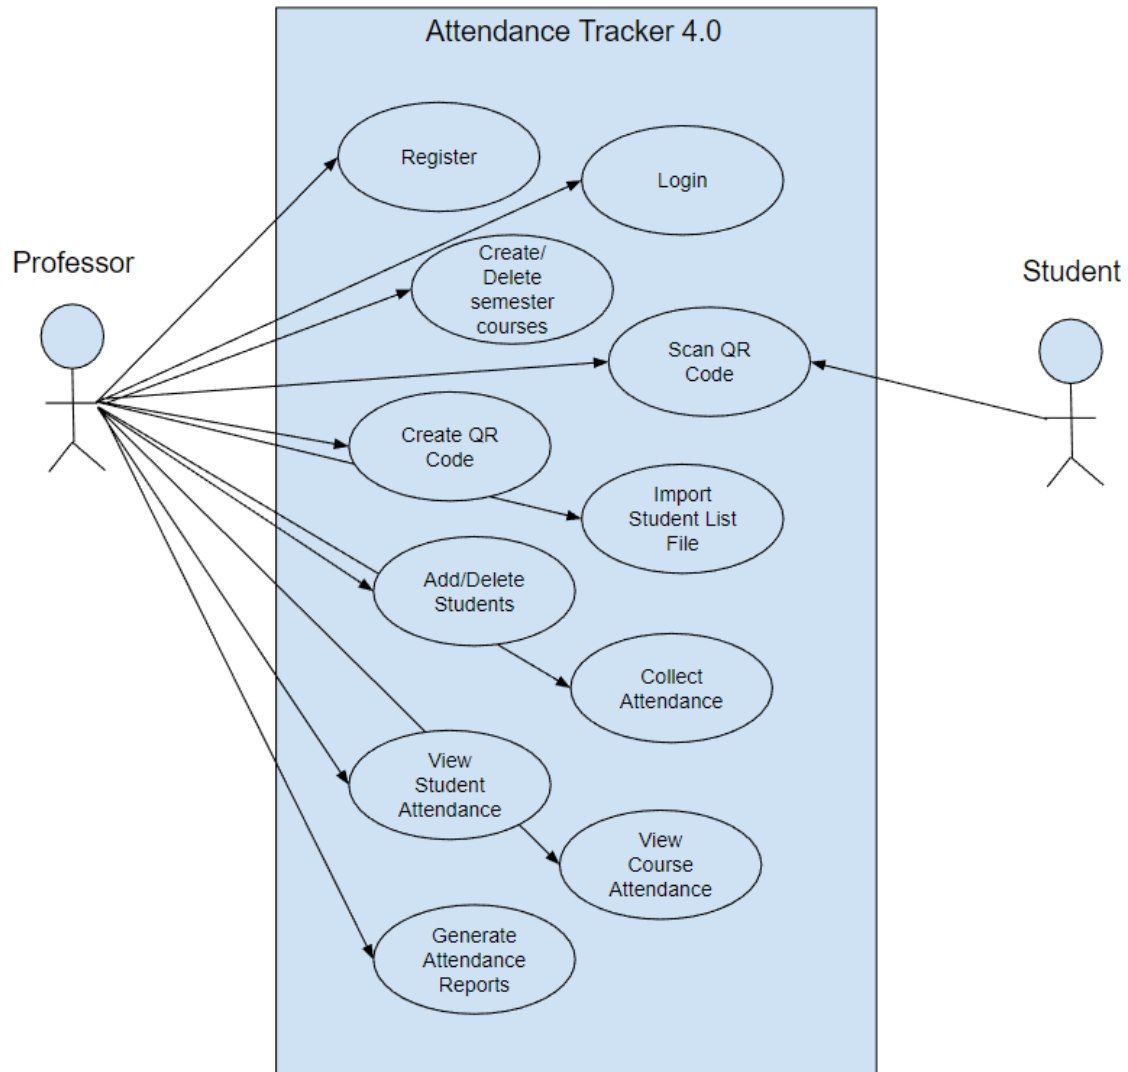 Attendance Tracker 4.0
Register
Login
Professor
Create/
Delete
semester
courses
Student
Scan QR
Code
Create QR
Code
Import
Student List
File
Add/Delete
Students
Collect
Attendance
View
Student
Attendance
View
Course
Attendance
Generate
Attendance
Reports